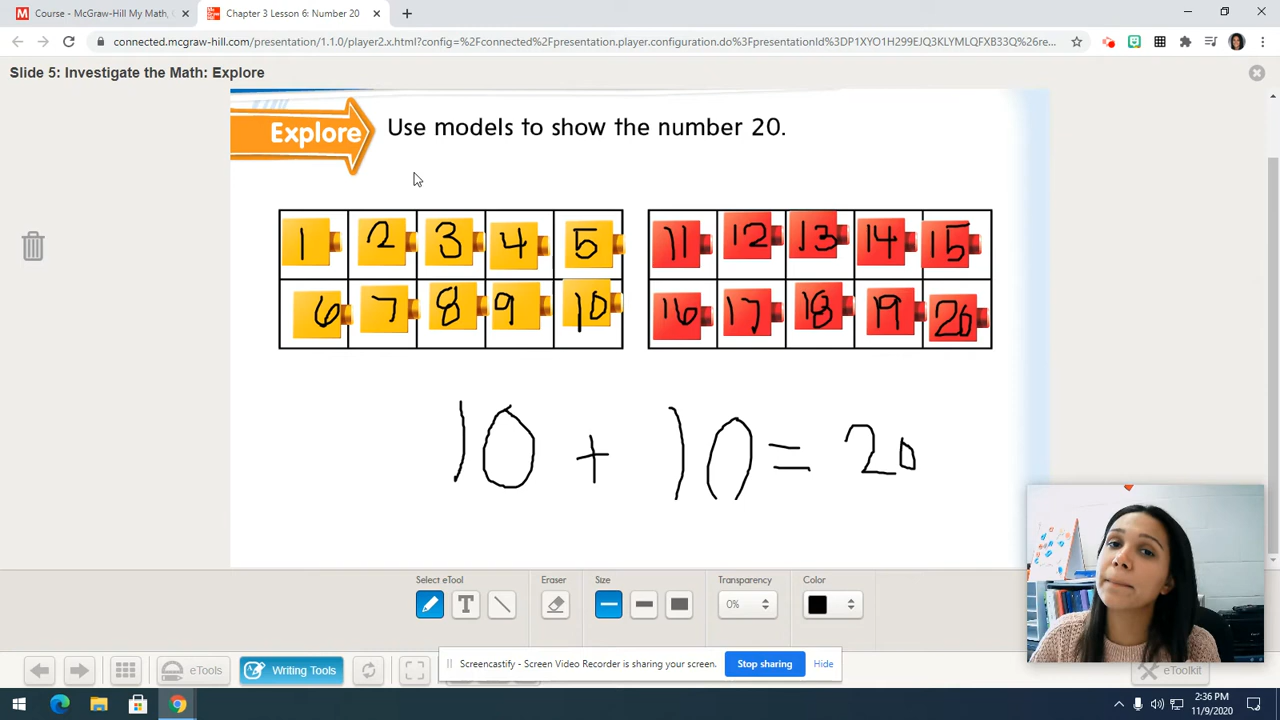 Course - McGraw-Hill My Math,
Chapter 3 Lesson 6: Number 20
connected.mcgraw-hill.com/presentation/1.1.0/player2.x.html?config=%2Fconnected%2Fpresentation.player.configuration.do%3FpresentationId%3DP1XYO1H299EJQ3KLYMLQFXB33Q%26re...
Slide 5: Investigate the Math: Explore
Explore
Use models to show the number 20.
1 2 3 4 5 11 12 13 14 15
6 7 8 9 10 16 17 18 19 20
10 + 10 = 20
Select eTool Eraser Size Transparency Color
T 0%
Screencastify - Screen Video Recorder is sharing your screen. Stop sharing Hide
eTools Writing Tools eToolkit
2:36 PM
11/9/2020